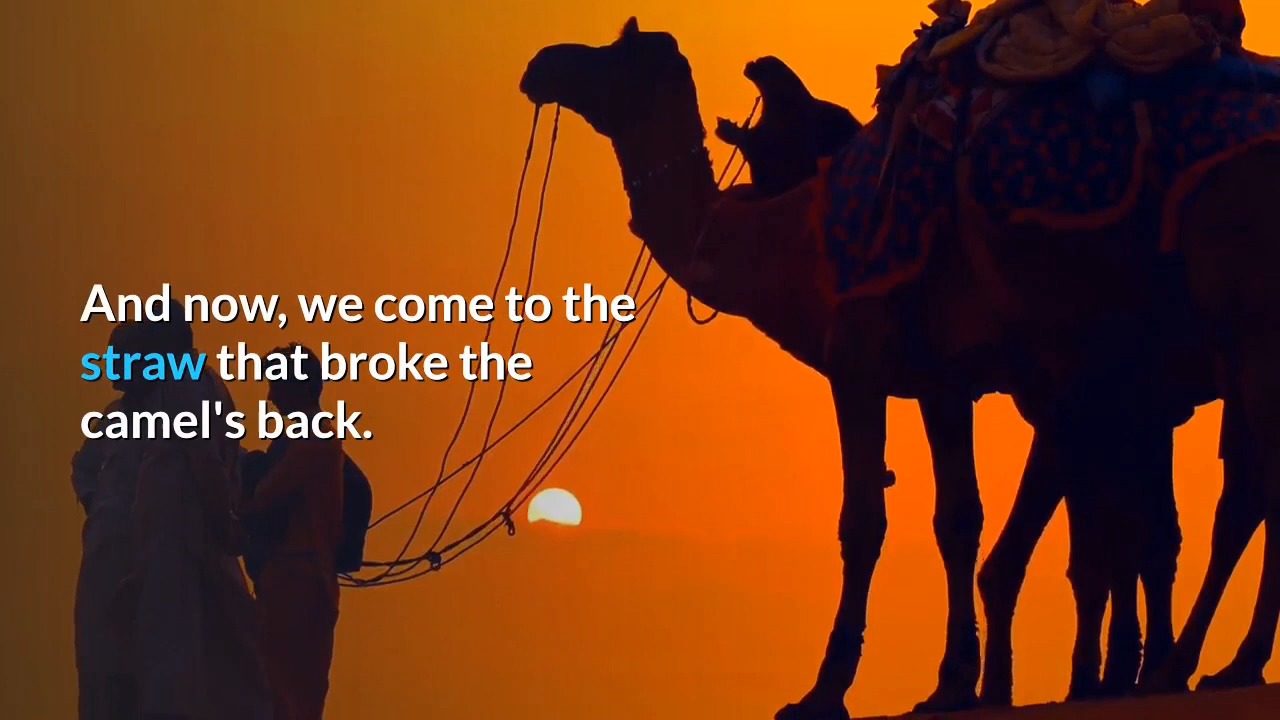 And now, we come to the
straw that broke the
camel's back.